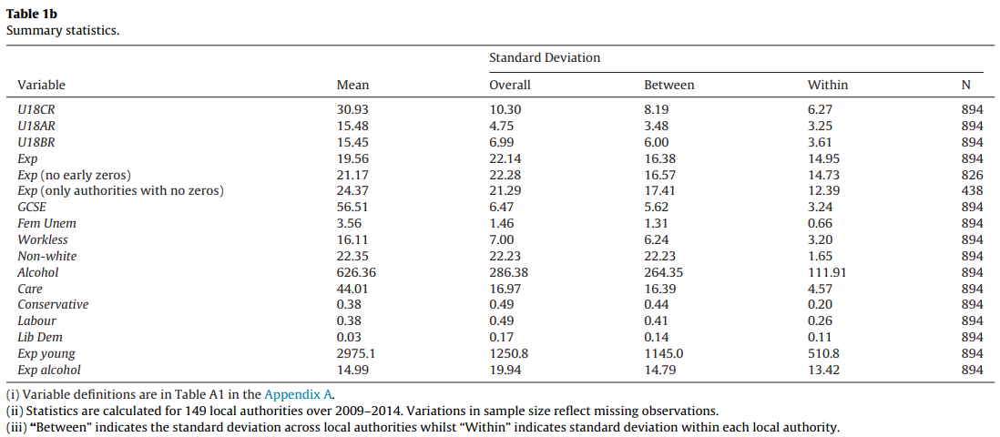 Table 1b
Summary statistics.
Standard Deviation
Variable Mean Overall Between Within N
U18CR 30.93 10.30 8.19 6.27 894
U18AR 15.48 4.75 3.48 3.25 894
U18BR 15.45 6.99 6.00 3.61 894
Exp 19.56 22.14 16.38 14.95 894
Exp (no early zeros) 21.17 22.28 16.57 14.73 826
Exp (only authorities with no zeros) 24.37 21.29 17.41 12.39 438
GCSE 56.51 6.47 5.62 3.24 894
Fem Unem 3.56 1.46 1.31 0.66 894
Workless 16.11 7.00 6.24 3.20 894
Non-white 22.35 22.23 22.23 1.65 894
Alcohol 626.36 286.38 264.35 111.91 894
Care 44.01 16.97 16.39 4.57 894
Conservative 0.38 0.49 0.44 0.20 894
Labour 0.38 0.49 0.41 0.26 894
Lib Dem 0.03 0.17 0.14 0.11 894
Exp young 2975.1 1250.8 1145.0 510.8 894
Exp alcohol 14.99 19.94 14.79 13.42 894
(i) Variable definitions are in Table A1 in the Appendix A.
(ii) Statistics are calculated for 149 local authorities over 2009–2014. Variations in sample size reflect missing observations.
(iii) “Between” indicates the standard deviation across local authorities whilst “Within” indicates standard deviation within each local authority.